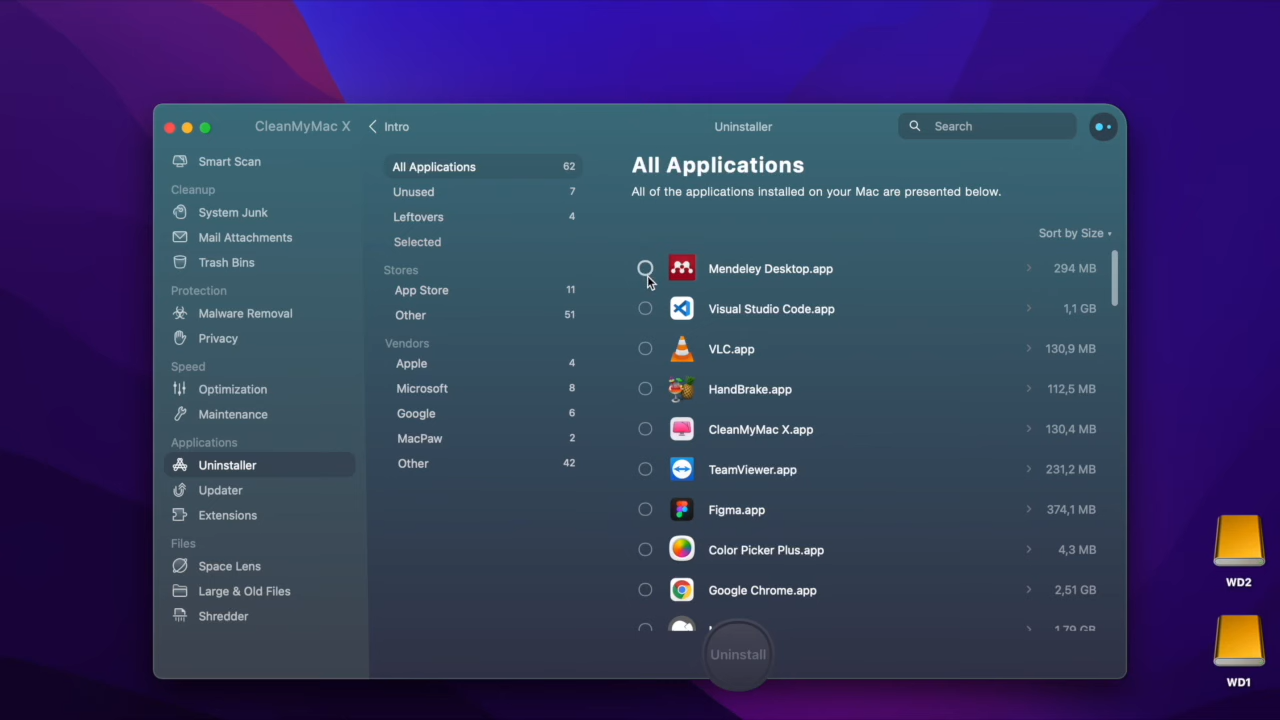 CleanMyMac X
Intro
Uninstaller
Search
Smart Scan
Cleanup
System Junk
Mail Attachments
Trash Bins
Protection
Malware Removal
Privacy
Speed
Optimization
Maintenance
Applications
Uninstaller
Updater
Extensions
Files
Space Lens
Large & Old Files
Shredder
All Applications 62
Unused 7
Leftovers 4
Selected
Stores
App Store 11
Other 51
Vendors
Apple 4
Microsoft 8
Google 6
MacPaw 2
Other 42
All Applications
All of the applications installed on your Mac are presented below.
Sort by Size
Mendeley Desktop.app 294 MB
Visual Studio Code.app 1,1 GB
VLC.app 130,9 MB
HandBrake.app 112,5 MB
CleanMyMac X.app 130,4 MB
TeamViewer.app 231,2 MB
Figma.app 374,1 MB
Color Picker Plus.app 4,3 MB
Google Chrome.app 2,51 GB
1,79 GB
Uninstall
WD2
WD1